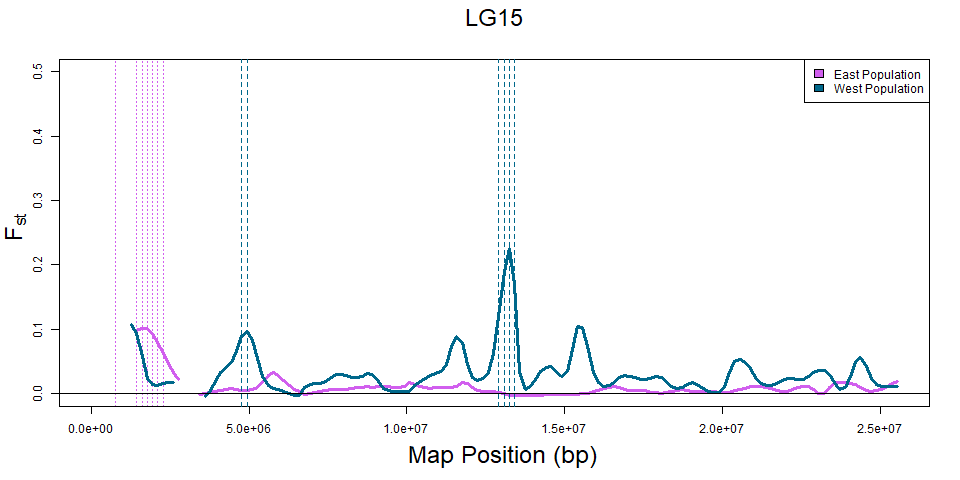 LG15
East Population
West Population
Fst
0.5
0.4
0.3
0.2
0.1
0.0
0.0e+00 5.0e+06 1.0e+07 1.5e+07 2.0e+07 2.5e+07
Map Position (bp)